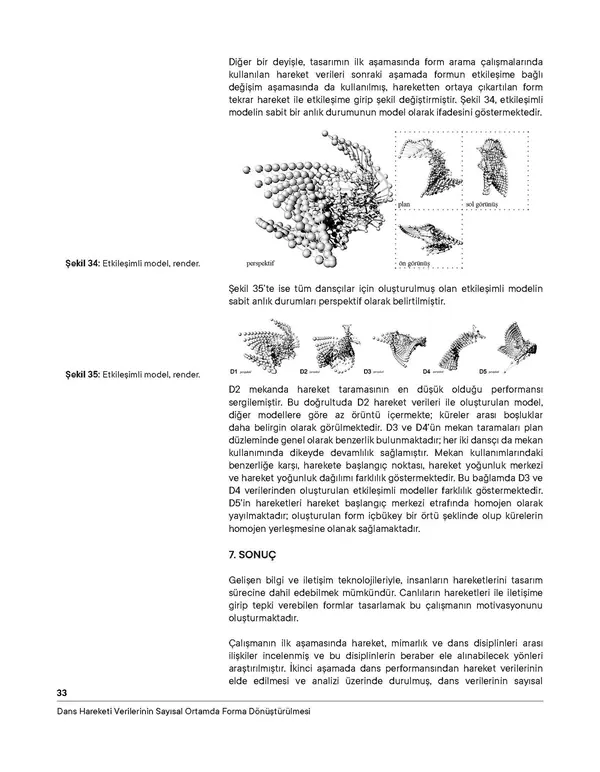 Diğer bir deyişle, tasarımın ilk aşamasında form arama çalışmalarında
kullanılan hareket verileri sonraki aşamada formun etkileşime bağlı
değişim aşamasında da kullanılmış, hareketten ortaya çıkartılan form
tekrar hareket ile etkileşime girip şekil değiştirmiştir. Şekil 34, etkileşimli
modelin sabit bir anlık durumunun model olarak ifadesini göstermektedir.
plan
sol görünüş
perspektif
ön görünüş
Şekil 34: Etkileşimli model, render.
Şekil 35'te ise tüm dansçılar için oluşturulmuş olan etkileşimli modelin
sabit anlık durumları perspektif olarak belirtilmiştir.
D1 perspektif D2 perspektif D3 perspektif D4 perspektif D5 perspektif
Şekil 35: Etkileşimli model, render.
D2 mekanda hareket taramasının en düşük olduğu performansı
sergilemiştir. Bu doğrultuda D2 hareket verileri ile oluşturulan model,
diğer modellere göre az örüntü içermekte; küreler arası boşluklar
daha belirgin olarak görülmektedir. D3 ve D4'ün mekan taramaları plan
düzleminde genel olarak benzerlik bulunmaktadır; her iki dansçı da mekan
kullanımında dikeyde devamlılık sağlamıştır. Mekan kullanımlarındaki
benzerliğe karşı, harekete başlangıç noktası, hareket yoğunluk merkezi
ve hareket yoğunluk dağılımı farklılık göstermektedir. Bu bağlamda D3 ve
D4 verilerinden oluşturulan etkileşimli modeller farklılık göstermektedir.
D5'in hareketleri hareket başlangıç merkezi etrafında homojen olarak
yayılmaktadır; oluşturulan form içbükey bir örtü şeklinde olup kürelerin
homojen yerleşmesine olanak sağlamaktadır.
7. SONUÇ
Gelişen bilgi ve iletişim teknolojileriyle, insanların hareketlerini tasarım
sürecine dahil edebilmek mümkündür. Canlıların hareketleri ile iletişime
girip tepki verebilen formlar tasarlamak bu çalışmanın motivasyonunu
oluşturmaktadır.
Çalışmanın ilk aşamasında hareket, mimarlık ve dans disiplinleri arası
ilişkiler incelenmiş ve bu disiplinlerin beraber ele alınabilecek yönleri
araştırılmıştır. İkinci aşamada dans performansından hareket verilerinin
elde edilmesi ve analizi üzerinde durulmuş, dans verilerinin sayısal
33
Dans Hareketi Verilerinin Sayısal Ortamda Forma Dönüştürülmesi